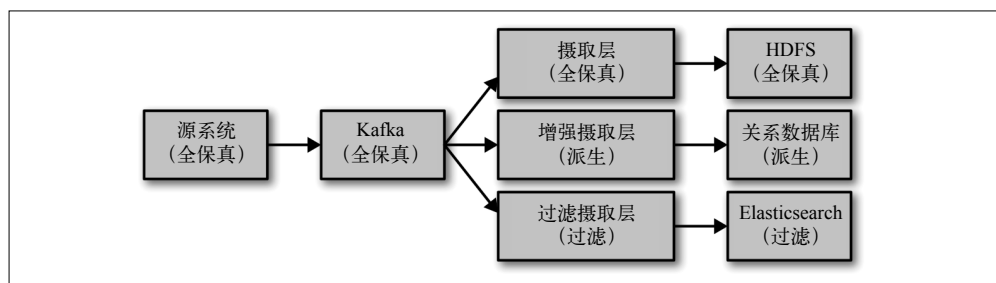 源系统
（全保真）
Kafka
（全保真）
摄取层
（全保真）
HDFS
（全保真）
增强摄取层
（派生）
关系数据库
（派生）
过滤摄取层
（过滤）
Elasticsearch
（过滤）